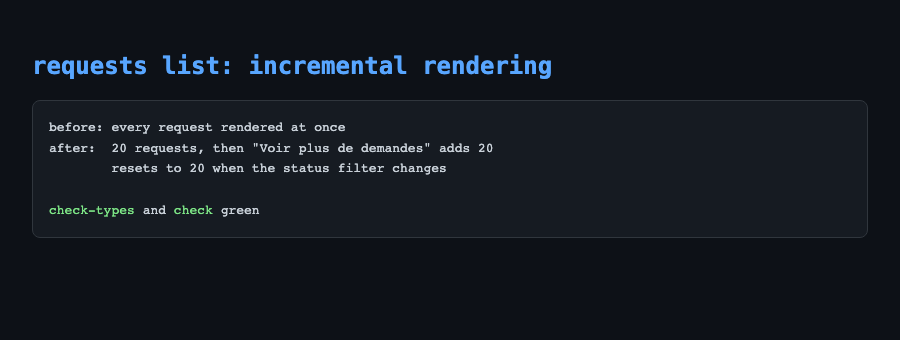 requests list: incremental rendering
before: every request rendered at once
after:  20 requests, then "Voir plus de demandes" adds 20
        resets to 20 when the status filter changes
check-types and check green